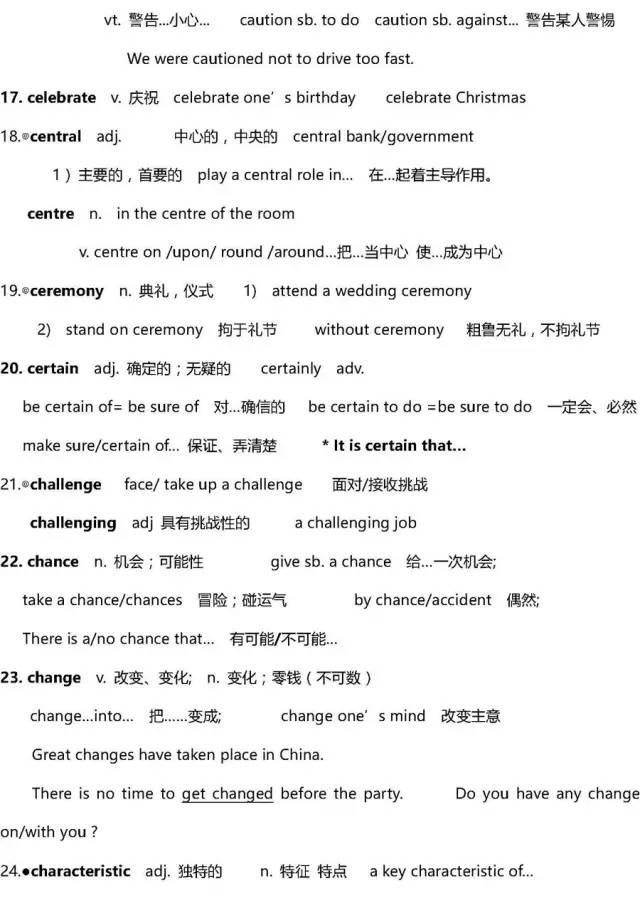 vt. 警告...小心... caution sb. to do caution sb. against... 警告某人警惕
We were cautioned not to drive too fast.
17. celebrate v. 庆祝 celebrate one's birthday celebrate Christmas
18.◎central adj. 中心的，中央的 central bank/government
1）主要的，首要的 play a central role in... 在...起着主导作用。
centre n. in the centre of the room
v. centre on /upon/ round /around...把...当中心 使...成为中心
19.◎ceremony n. 典礼，仪式 1) attend a wedding ceremony
2) stand on ceremony 拘于礼节 without ceremony 粗鲁无礼，不拘礼节
20. certain adj. 确定的；无疑的 certainly adv.
be certain of= be sure of 对...确信的 be certain to do =be sure to do 一定会、必然
make sure/certain of... 保证、弄清楚 * It is certain that...
21.◎challenge face/ take up a challenge 面对/接收挑战
challenging adj 具有挑战性的 a challenging job
22. chance n. 机会；可能性 give sb. a chance 给...一次机会;
take a chance/chances 冒险；碰运气 by chance/accident 偶然;
There is a/no chance that... 有可能/不可能...
23. change v. 改变、变化; n. 变化；零钱（不可数）
change...into... 把......变成; change one's mind 改变主意
Great changes have taken place in China.
There is no time to get changed before the party. Do you have any change
on/with you？
24.●characteristic adj. 独特的 n. 特征 特点 a key characteristic of...